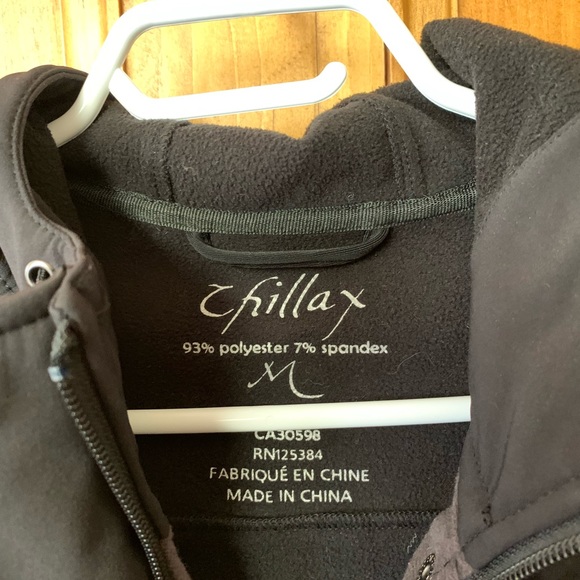 Chillax
93% polyester 7% spandex
M
CA30598
RN125384
FABRIQUÉ EN CHINE
MADE IN CHINA